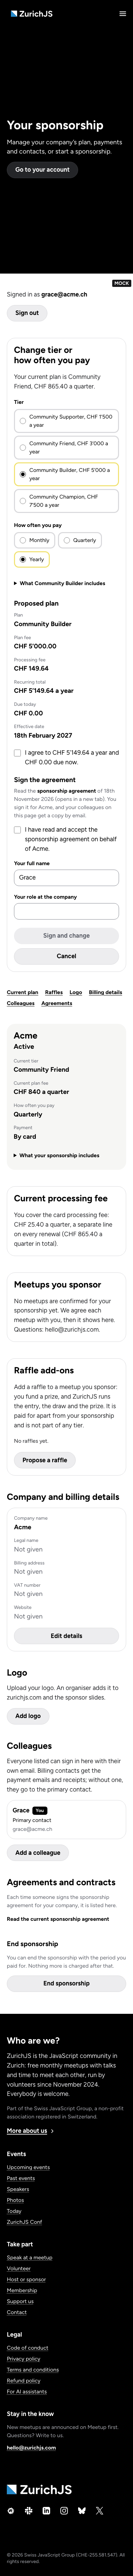 ZurichJS
Your sponsorship
Manage your company's plan, payments,
contacts, or start a sponsorship.
Go to your account
MOCK
Signed in as grace@acme.ch
Sign out
Change tier or
how often you pay
Your current plan is Community
Friend, CHF 865.40 a quarter.
Tier
Community Supporter, CHF 1'500
a year
Community Friend, CHF 3'000 a
year
Community Builder, CHF 5'000 a
year
Community Champion, CHF
7'500 a year
How often you pay
Monthly
Quarterly
Yearly
What Community Builder includes
Proposed plan
Plan
Community Builder
Plan fee
CHF 5'000.00
Processing fee
CHF 149.64
Recurring total
CHF 5'149.64 a year
Due today
CHF 0.00
Effective date
18th February 2027
I agree to CHF 5'149.64 a year and
CHF 0.00 due now.
Sign the agreement
Read the sponsorship agreement of 18th
November 2026 (opens in a new tab). You
sign it for Acme, and your colleagues on
this page get a copy by email.
I have read and accept the
sponsorship agreement on behalf
of Acme.
Your full name
Grace
Your role at the company
Sign and change
Cancel
Current plan Raffles Logo Billing details
Colleagues Agreements
Acme
Active
Current tier
Community Friend
Current plan fee
CHF 840 a quarter
How often you pay
Quarterly
Payment
By card
What your sponsorship includes
Current processing fee
You cover the card processing fee:
CHF 25.40 a quarter, a separate line
on every renewal (CHF 865.40 a
quarter in total).
Meetups you sponsor
No meetups are confirmed for your
sponsorship yet. We agree each
meetup with you, then it shows here.
Questions: hello@zurichjs.com.
Raffle add-ons
Add a raffle to a meetup you sponsor:
you fund a prize, and ZurichJS runs
the entry, the draw and the prize. It is
paid for apart from your sponsorship
and is not part of any tier.
No raffles yet.
Propose a raffle
Company and billing details
Company name
Acme
Legal name
Not given
Billing address
Not given
VAT number
Not given
Website
Not given
Edit details
Logo
Upload your logo. An organiser adds it to
zurichjs.com and the sponsor slides.
Add logo
Colleagues
Everyone listed can sign in here with their
own email. Billing contacts get the
payment emails and receipts; without one,
they go to the primary contact.
Grace You
Primary contact
grace@acme.ch
Add a colleague
Agreements and contracts
Each time someone signs the sponsorship
agreement for your company, it is listed here.
Read the current sponsorship agreement
End sponsorship
You can end your sponsorship with the period you
paid for. Nothing more is charged after that.
End sponsorship
Who are we?
ZurichJS is the JavaScript community in
Zurich: free monthly meetups with talks
and time to meet each other, run by
volunteers since November 2024.
Everybody is welcome.
Part of the Swiss JavaScript Group, a non-profit
association registered in Switzerland.
More about us
Events
Upcoming events
Past events
Speakers
Photos
Today
ZurichJS Conf
Take part
Speak at a meetup
Volunteer
Host or sponsor
Membership
Support us
Contact
Legal
Code of conduct
Privacy policy
Terms and conditions
Refund policy
For AI assistants
Stay in the know
New meetups are announced on Meetup first.
Questions? Write to us.
hello@zurichjs.com
ZurichJS
© 2026 Swiss JavaScript Group (CHE-255.581.547). All
rights reserved.